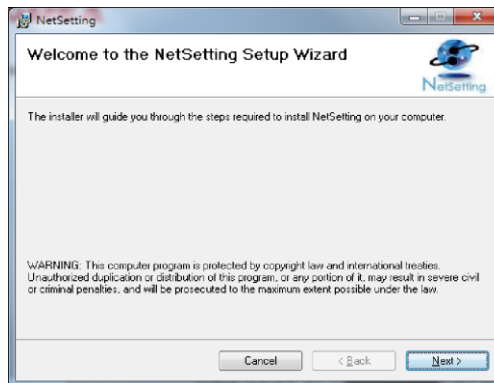 NetSetting
Welcome to the NetSetting Setup Wizard
NetSetting
The installer will guide you through the steps required to install NetSetting on your computer.
WARNING: This computer program is protected by copyright law and international treaties.
Unauthorized duplication or distribution of this program, or any portion of it, may result in severe civil
or criminal penalties, and will be prosecuted to the maximum extent possible under the law.
Cancel
< Back
Next >